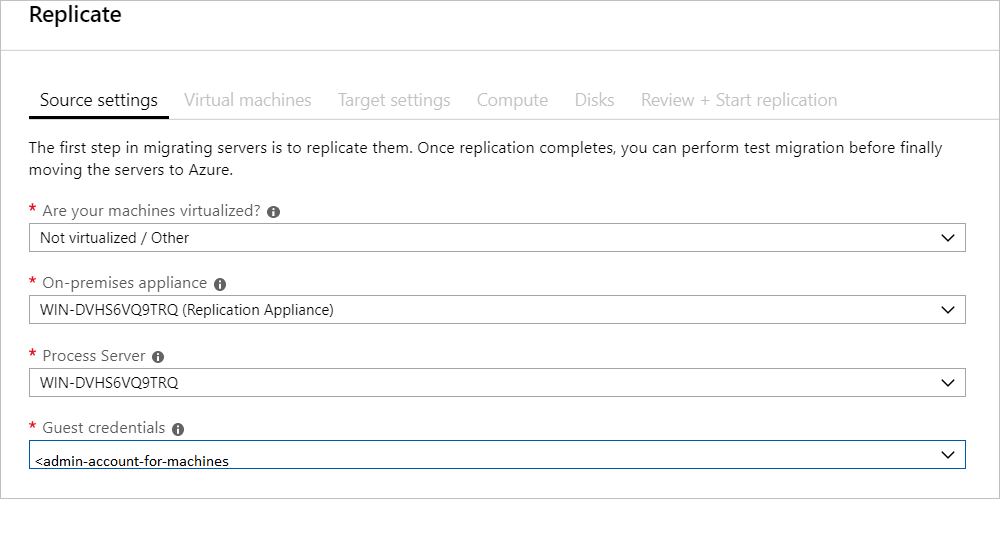 Replicate
Source settings Virtual machines Target settings Compute Disks Review + Start replication
The first step in migrating servers is to replicate them. Once replication completes, you can perform test migration before finally
moving the servers to Azure.
* Are your machines virtualized?
Not virtualized / Other
* On-premises appliance
WIN-DVHS6VQ9TRQ (Replication Appliance)
* Process Server
WIN-DVHS6VQ9TRQ
* Guest credentials
<admin-account-for-machines